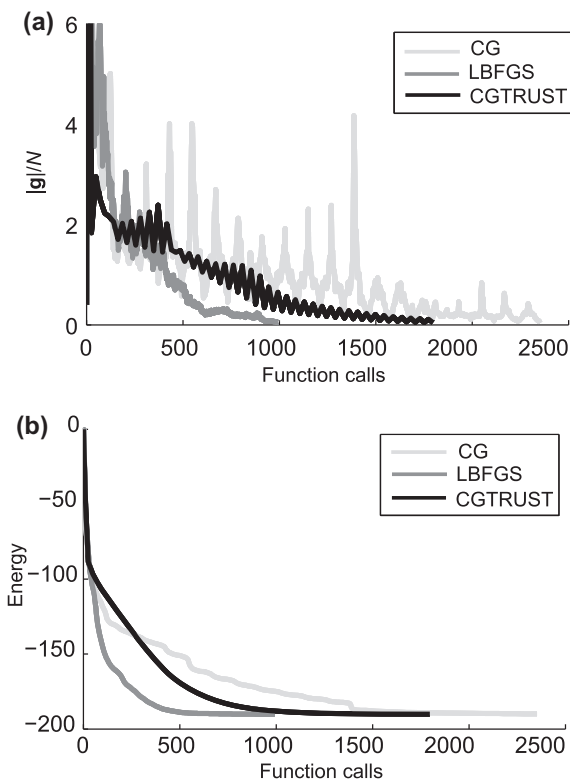 (a)
6
4
2
0
|g|/N
CG
LBFGS
CGTRUST
0 500 1000 1500 2000 2500
Function calls
(b)
0
−50
−100
−150
−200
Energy
CG
LBFGS
CGTRUST
0 500 1000 1500 2000 2500
Function calls